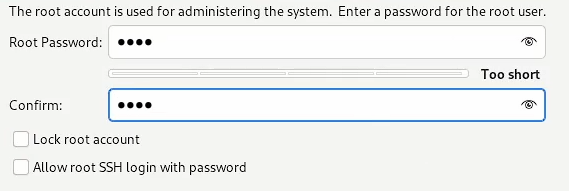 The root account is used for administering the system. Enter a password for the root user.
Root Password: ••••
Too short
Confirm: ••••
Lock root account
Allow root SSH login with password